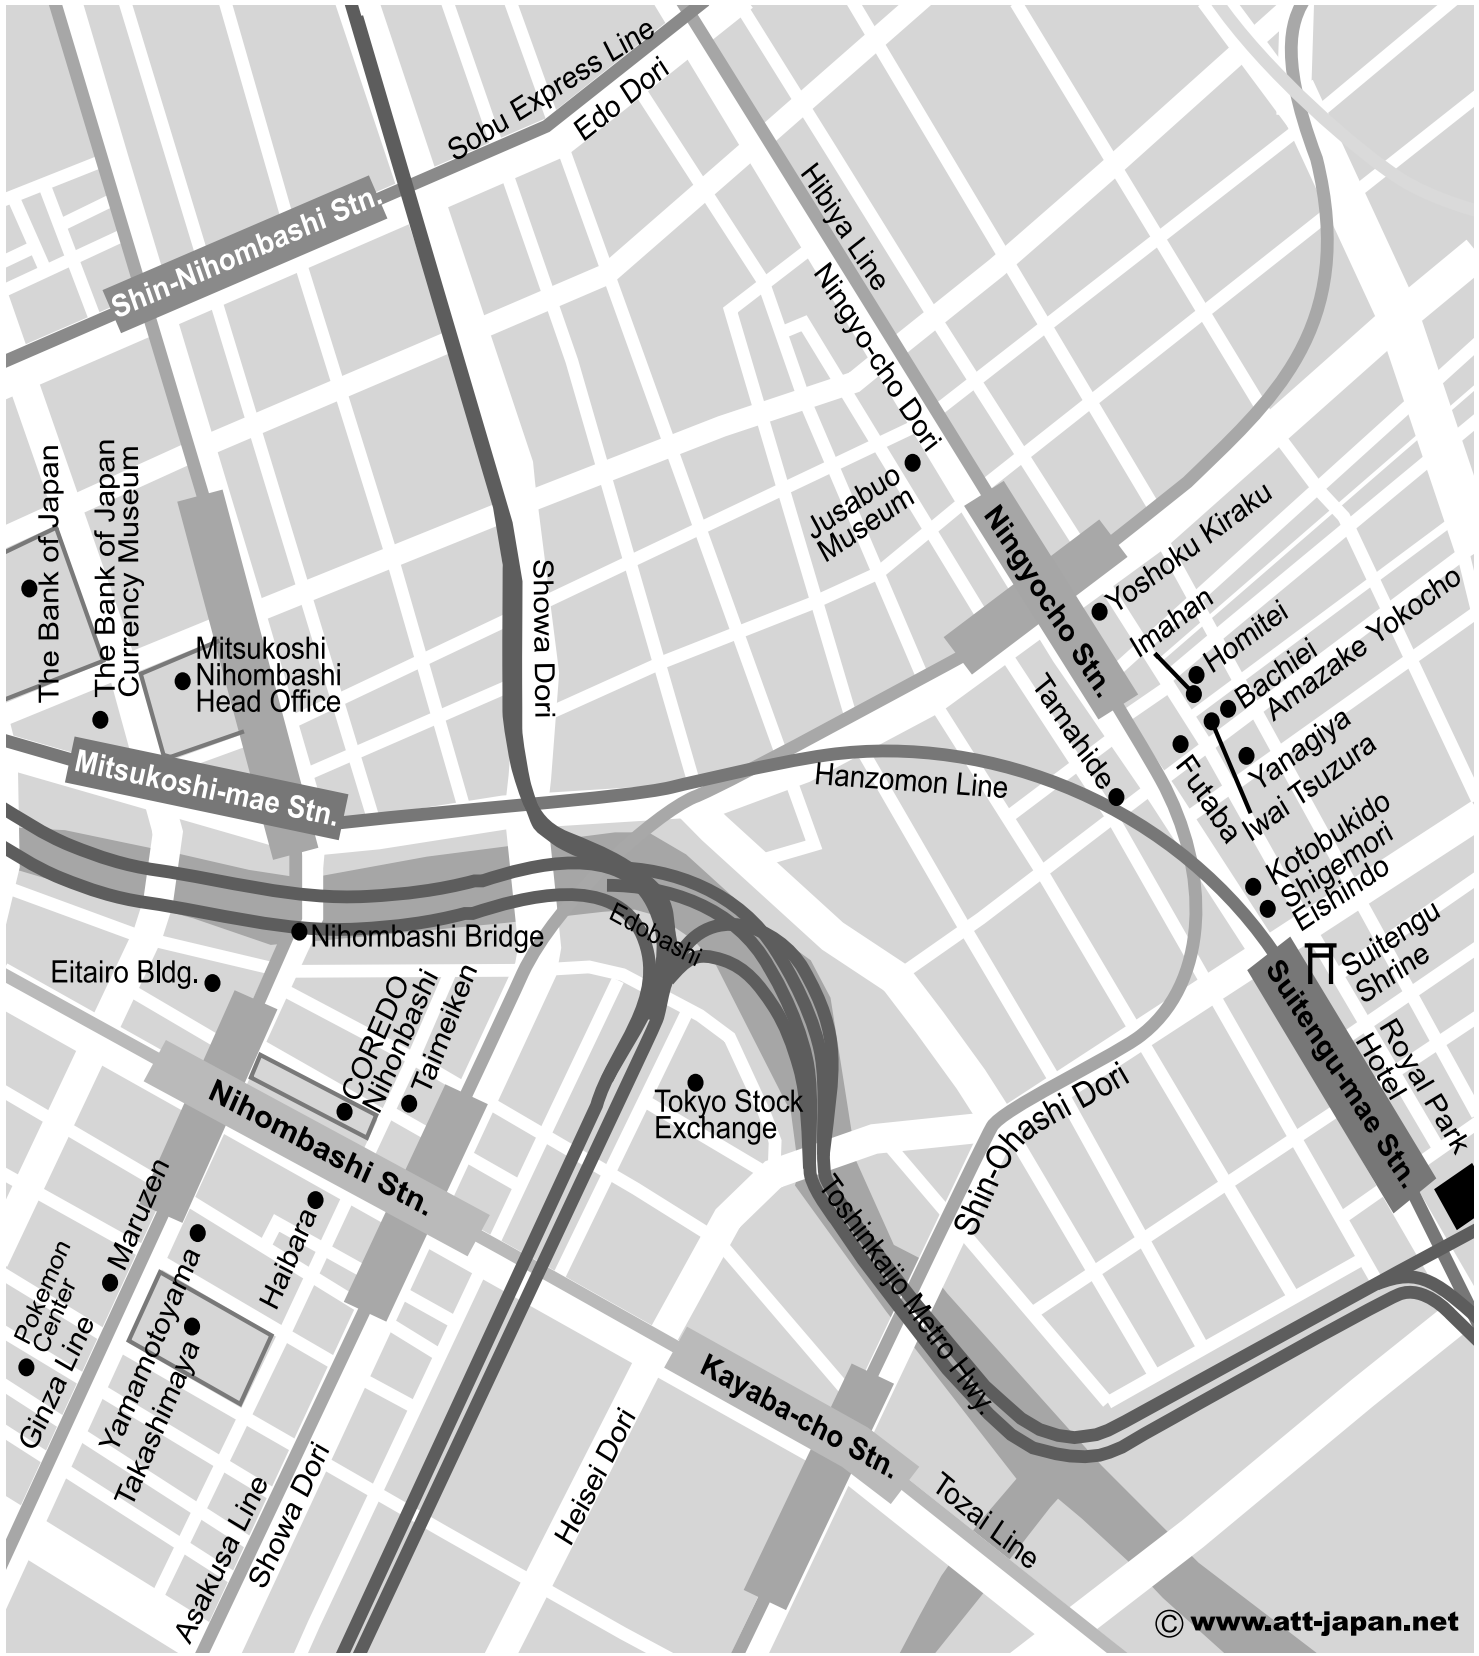 Sobu Express Line
Edo Dori
Shin-Nihombashi Stn.
Hibiya Line
Ningyo-cho Dori
Jusabuo
Museum
Ningyocho Stn.
Yoshoku Kiraku
Imahan
Homitei
Bachiei
Amazake Yokocho
Yanagiya
Iwai Tsuzura
Futaba
Tamahide
Kotobukido
Shigemori
Eishindo
Suitengu
Shrine
Suitengu-mae Stn.
Royal Park
Hotel
The Bank of Japan
The Bank of Japan
Currency Museum
Mitsukoshi
Nihombashi
Head Office
Mitsukoshi-mae Stn.
Showa Dori
Hanzomon Line
Nihombashi Bridge
Edobashi
Eitairo Bldg.
COREDO
Nihonbashi
Taimeiken
Tokyo Stock
Exchange
Nihombashi Stn.
Shin-Ohashi Dori
Toshinkaijo Metro Hwy.
Maruzen
Haibara
Yamamotoyama
Takashimaya
Pokemon
Center
Ginza Line
Asakusa Line
Showa Dori
Heisei Dori
Kayaba-cho Stn.
Tozai Line
© www.att-japan.net